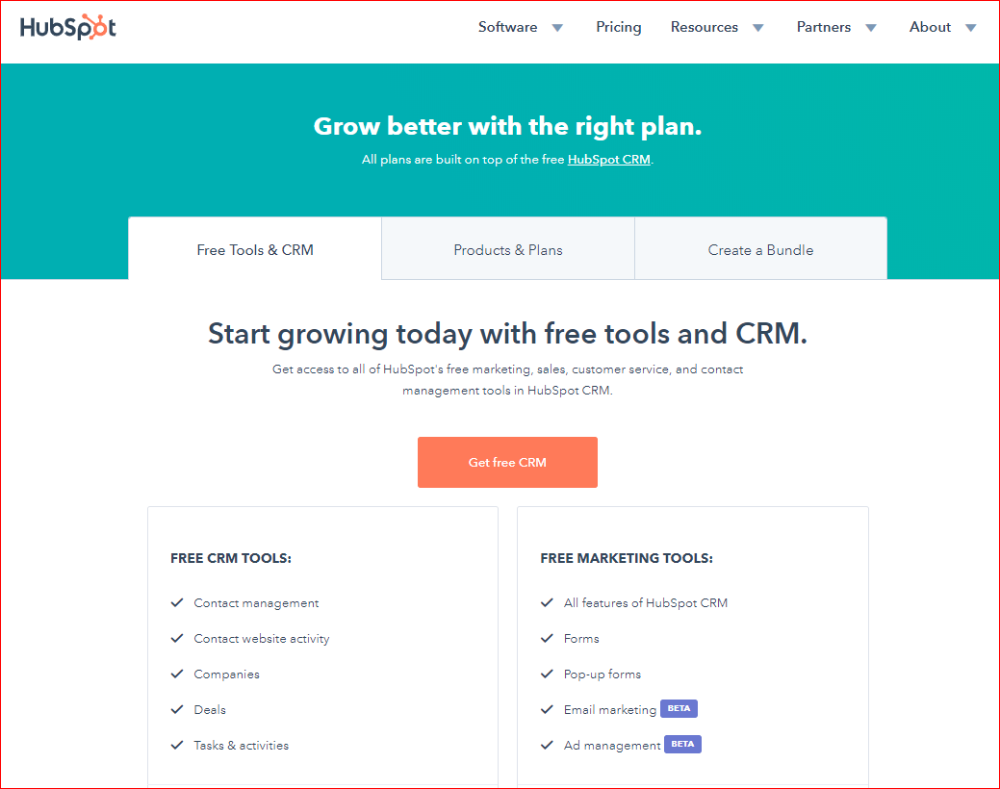 HubSpot
Software Pricing Resources Partners About
Grow better with the right plan.
All plans are built on top of the free HubSpot CRM.
Free Tools & CRM
Products & Plans
Create a Bundle
Start growing today with free tools and CRM.
Get access to all of HubSpot's free marketing, sales, customer service, and contact
management tools in HubSpot CRM.
Get free CRM
FREE CRM TOOLS:
Contact management
Contact website activity
Companies
Deals
Tasks & activities
FREE MARKETING TOOLS:
All features of HubSpot CRM
Forms
Pop-up forms
Email marketing BETA
Ad management BETA